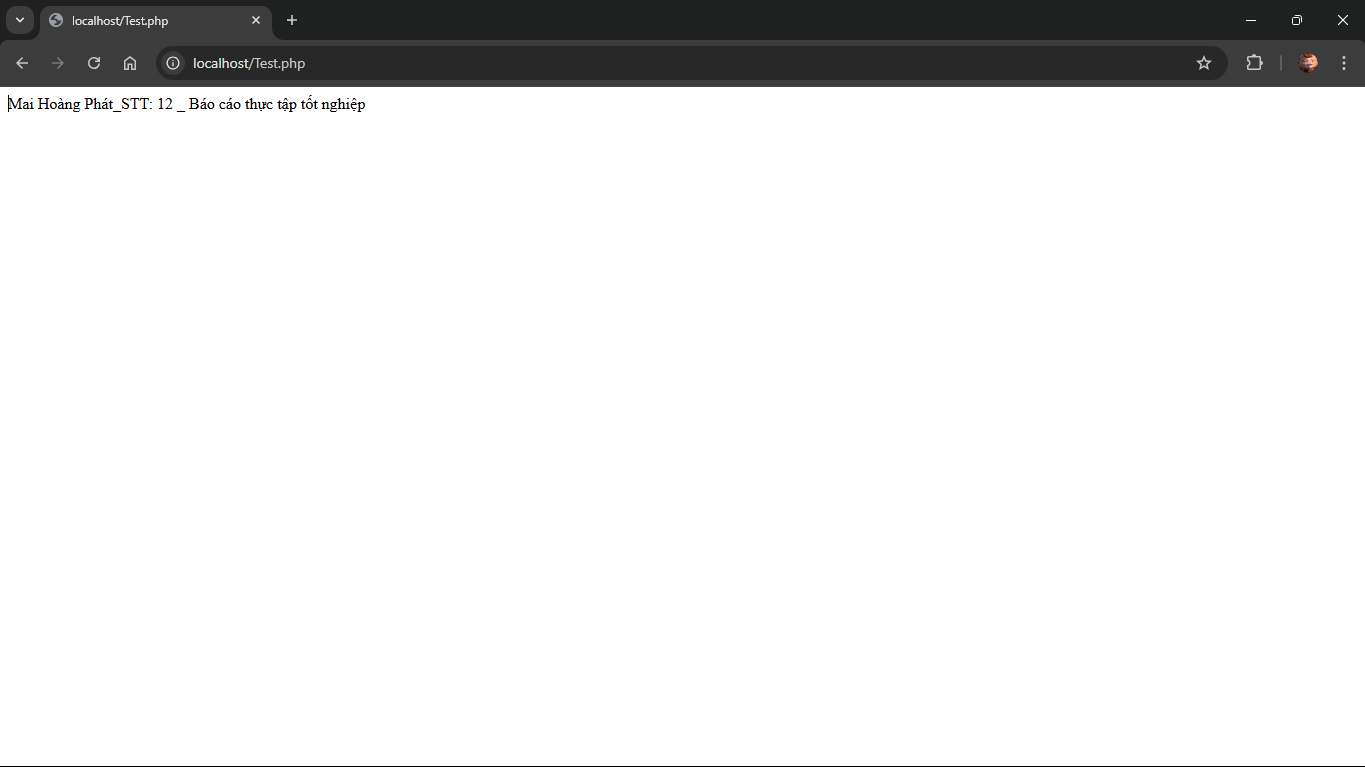 localhost/Test.php
localhost/Test.php
Mai Hoàng Phát_STT: 12 _ Báo cáo thực tập tốt nghiệp